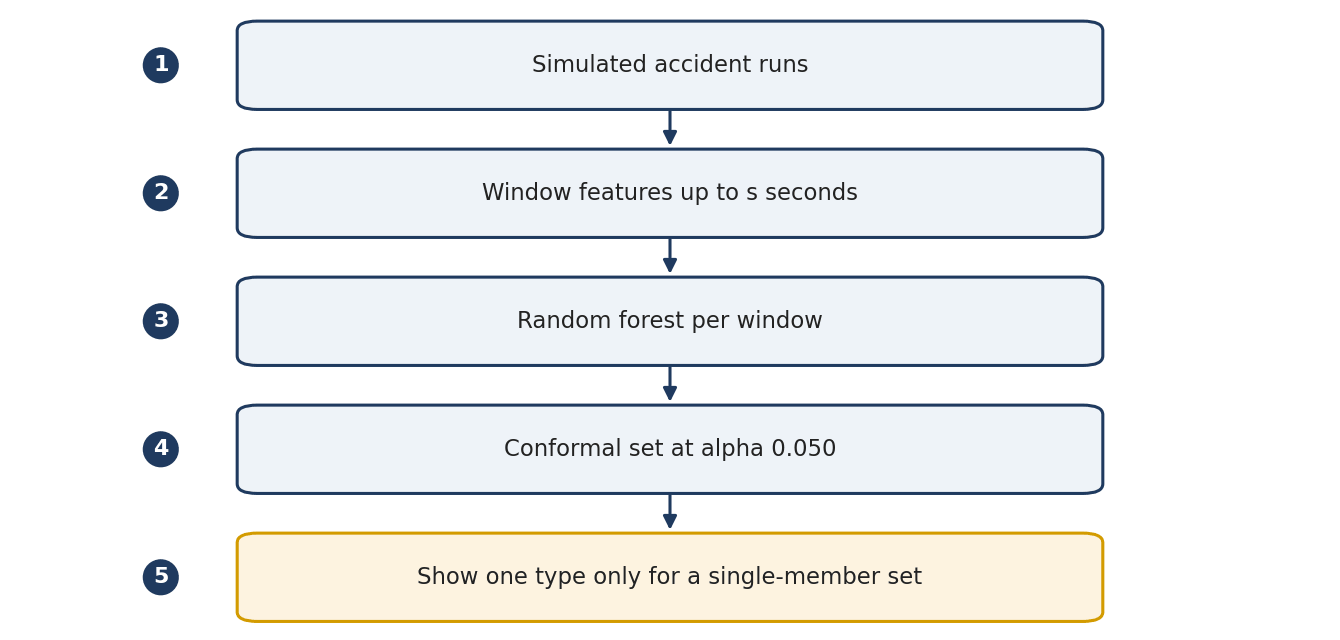 1 Simulated accident runs
2 Window features up to s seconds
3 Random forest per window
4 Conformal set at alpha 0.050
5 Show one type only for a single-member set